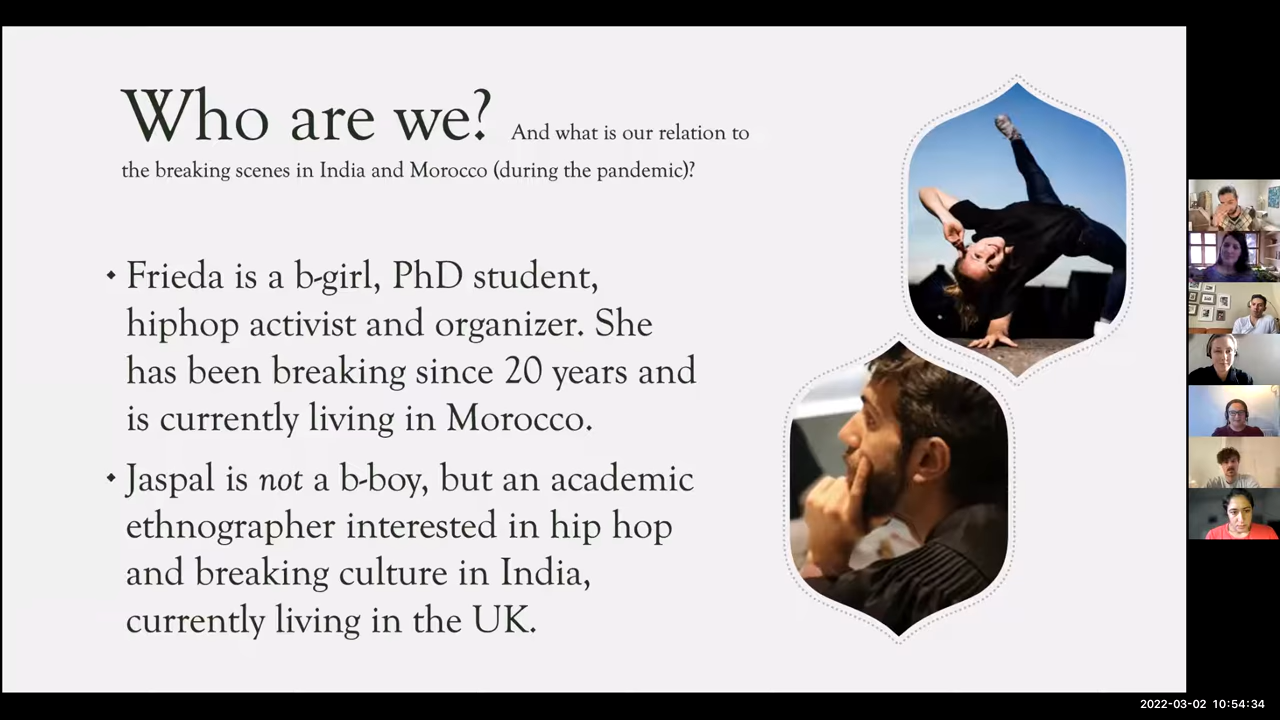 Who are we? And what is our relation to
the breaking scenes in India and Morocco (during the pandemic)?
• Frieda is a b-girl, PhD student,
hiphop activist and organizer. She
has been breaking since 20 years and
is currently living in Morocco.
• Jaspal is not a b-boy, but an academic
ethnographer interested in hip hop
and breaking culture in India,
currently living in the UK.
2022-03-02 10:54:34